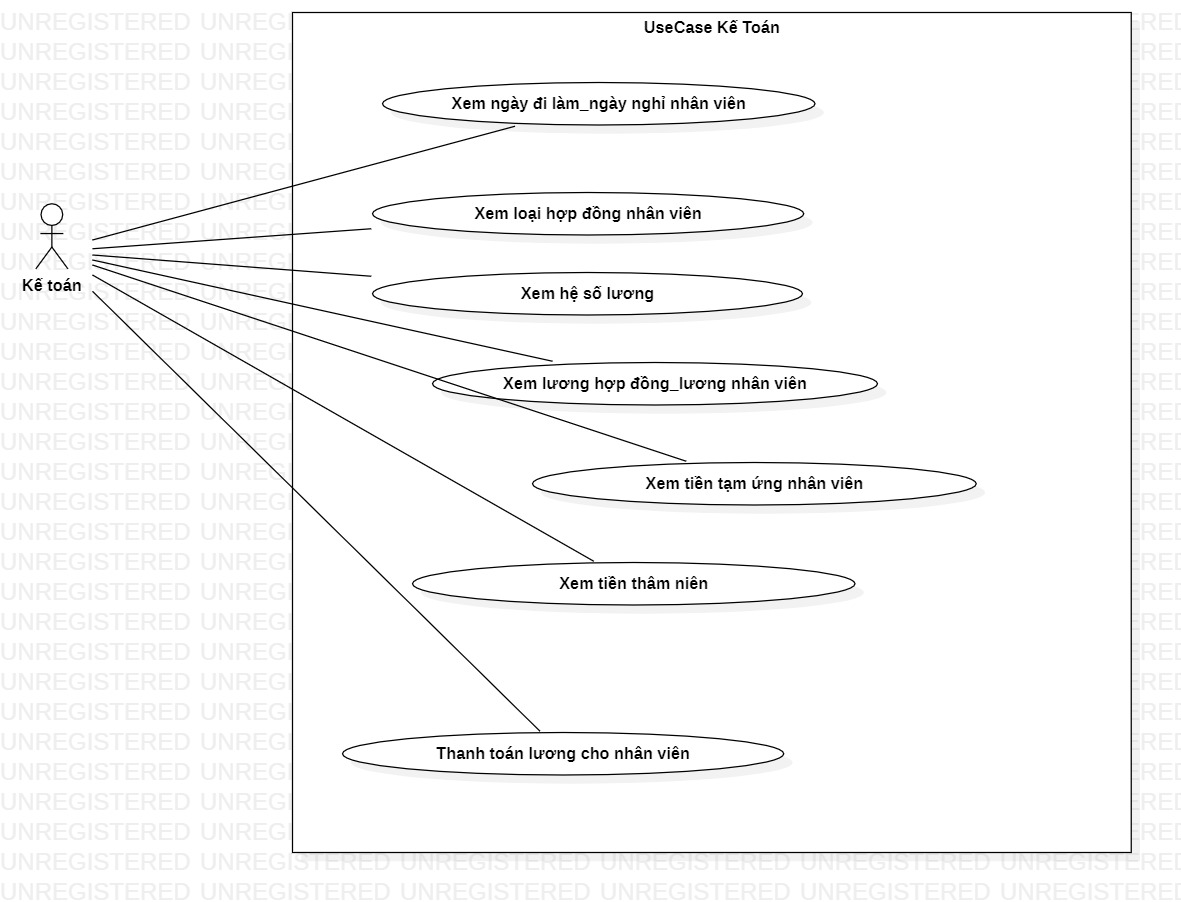 UseCase Kế Toán
Xem ngày đi làm_ngày nghỉ nhân viên
Xem loại hợp đồng nhân viên
Kế toán
Xem hệ số lương
Xem lương hợp đồng_lương nhân viên
Xem tiền tạm ứng nhân viên
Xem tiền thâm niên
Thanh toán lương cho nhân viên
UNREGISTERED UNREGISTERED UNREGISTERED UNREGISTERED UNREGISTERED UNREGISTERED